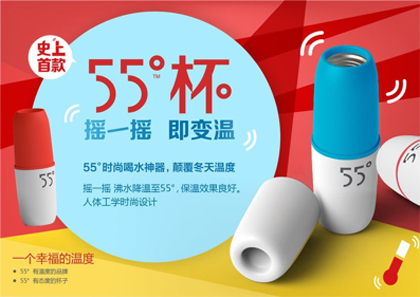 史上
首款
55°杯
TM
摇一摇 即变温
55°时尚喝水神器，颠覆冬天温度
摇一摇 沸水降温至55°，保温效果良好。
人体工学时尚设计
55°
一个幸福的温度
55° 有温度的品牌
55° 有态度的杯子